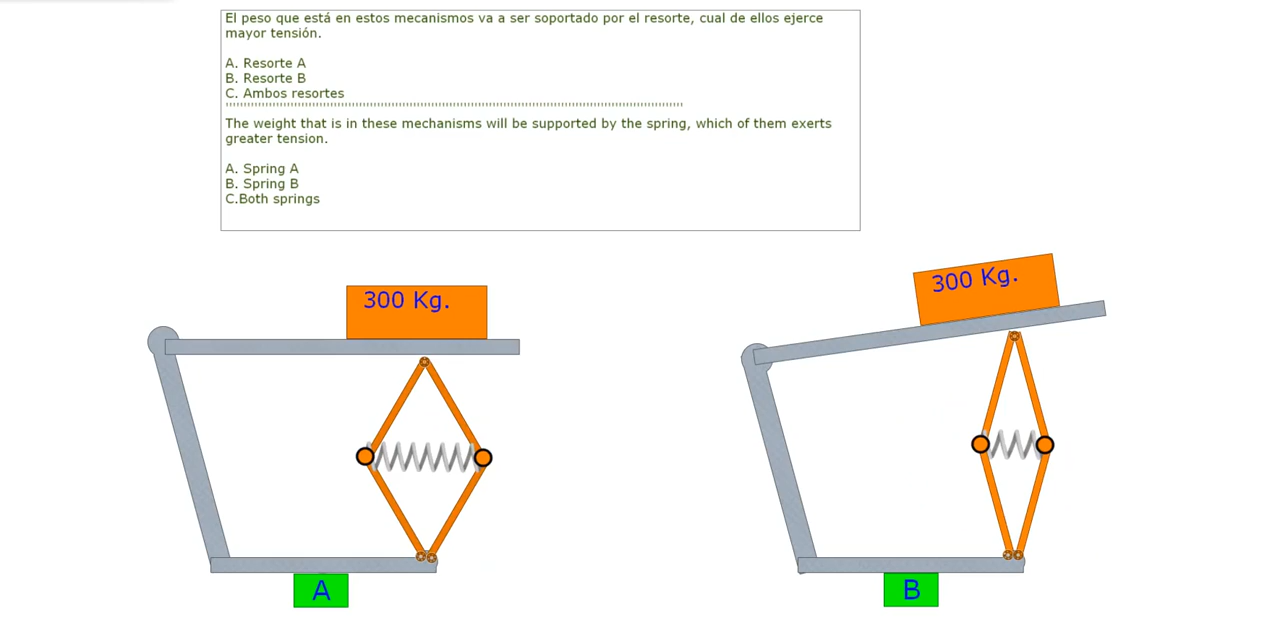 El peso que está en estos mecanismos va a ser soportado por el resorte, cual de ellos ejerce
mayor tensión.
A. Resorte A
B. Resorte B
C. Ambos resortes
The weight that is in these mechanisms will be supported by the spring, which of them exerts
greater tension.
A. Spring A
B. Spring B
C.Both springs
300 Kg.
300 Kg.
A
B